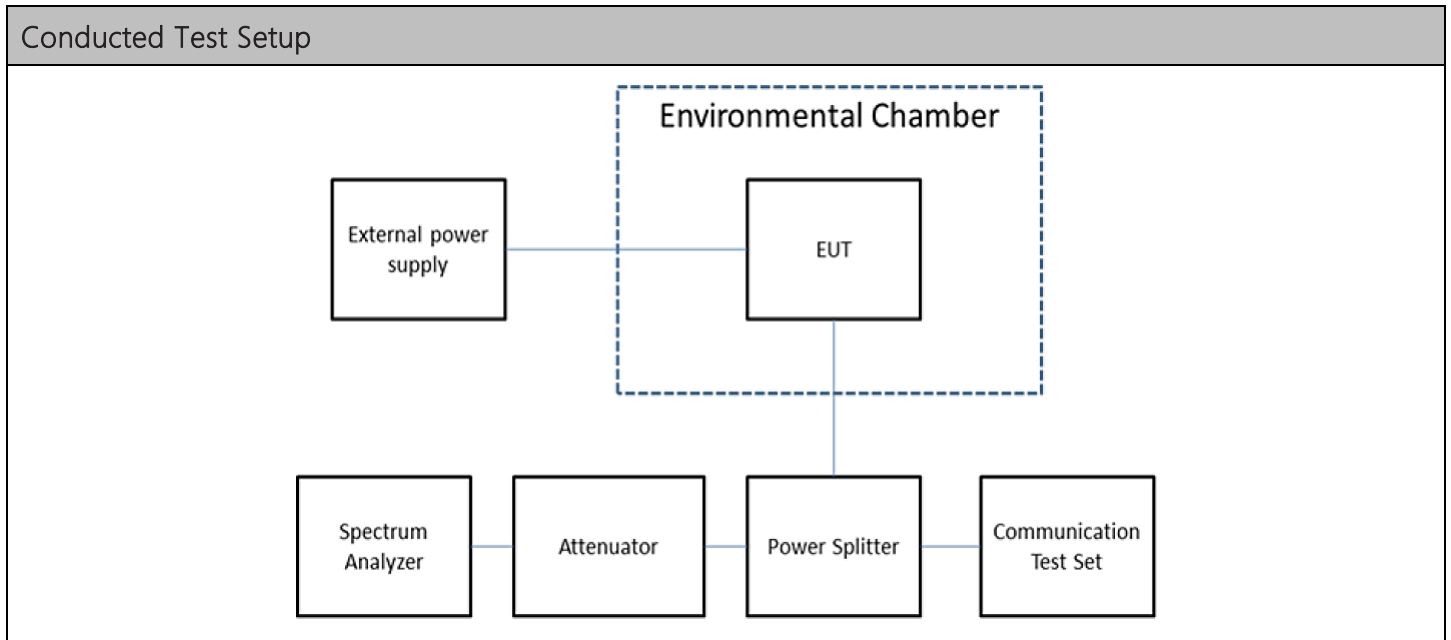 Conducted Test Setup
Environmental Chamber
External power
supply
EUT
Spectrum
Analyzer
Attenuator
Power Splitter
Communication
Test Set